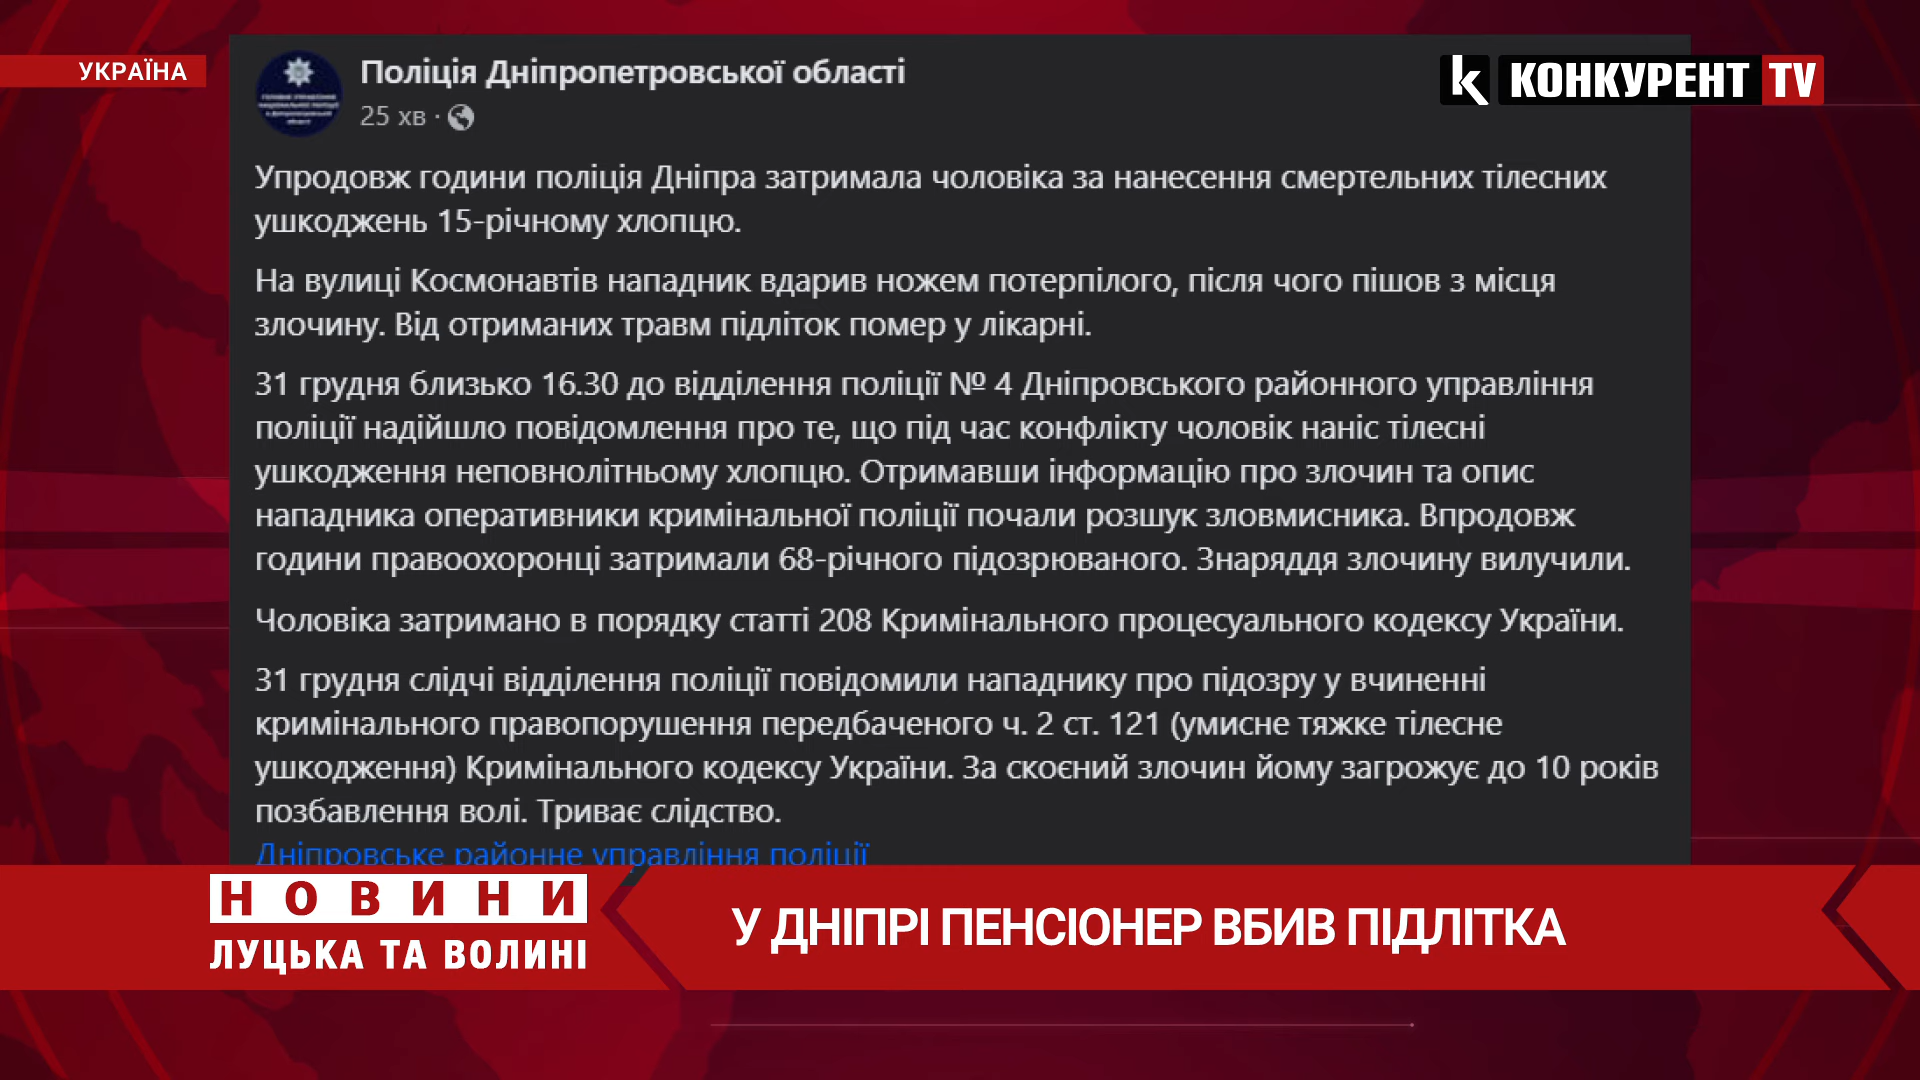 УКРАЇНА
Поліція Дніпропетровської області
25 хв ·
k КОНКУРЕНТ TV
Упродовж години поліція Дніпра затримала чоловіка за нанесення смертельних тілесних
ушкоджень 15-річному хлопцю.
На вулиці Космонавтів нападник вдарив ножем потерпілого, після чого пішов з місця
злочину. Від отриманих травм підліток помер у лікарні.
31 грудня близько 16.30 до відділення поліції № 4 Дніпровського районного управління
поліції надійшло повідомлення про те, що під час конфлікту чоловік наніс тілесні
ушкодження неповнолітньому хлопцю. Отримавши інформацію про злочин та опис
нападника оперативники кримінальної поліції почали розшук зловмисника. Впродовж
години правоохоронці затримали 68-річного підозрюваного. Знаряддя злочину вилучили.
Чоловіка затримано в порядку статті 208 Кримінального процесуального кодексу України.
31 грудня слідчі відділення поліції повідомили нападнику про підозру у вчиненні
кримінального правопорушення передбаченого ч. 2 ст. 121 (умисне тяжке тілесне
ушкодження) Кримінального кодексу України. За скоєний злочин йому загрожує до 10 років
позбавлення волі. Триває слідство.
Дніпровське районне управління поліції
НОВИНИ
ЛУЦЬКА ТА ВОЛИНІ
У ДНІПРІ ПЕНСІОНЕР ВБИВ ПІДЛІТКА